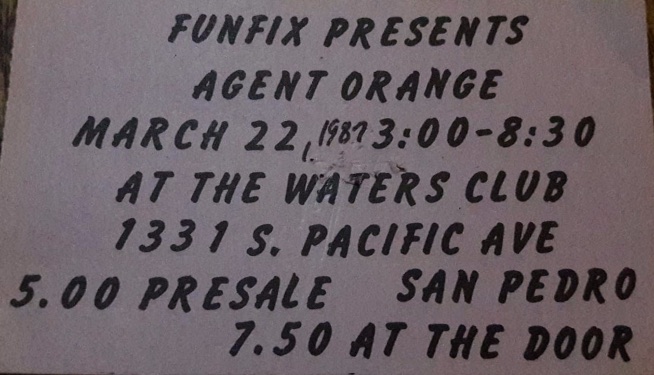 FUNFIX PRESENTS
AGENT ORANGE
MARCH 22, 1987 3:00-8:30
AT THE WATERS CLUB
1331 S. PACIFIC AVE
5.00 PRESALE SAN PEDRO
7.50 AT THE DOOR